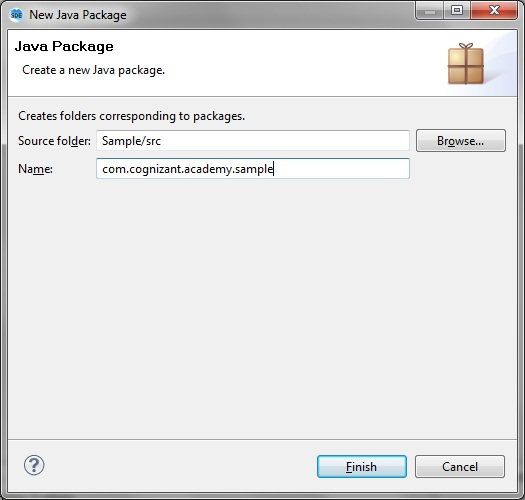 New Java Package
Java Package
Create a new Java package.
Creates folders corresponding to packages.
Source folder: Sample/src Browse...
Name: com.cognizant.academy.sample
? Finish Cancel